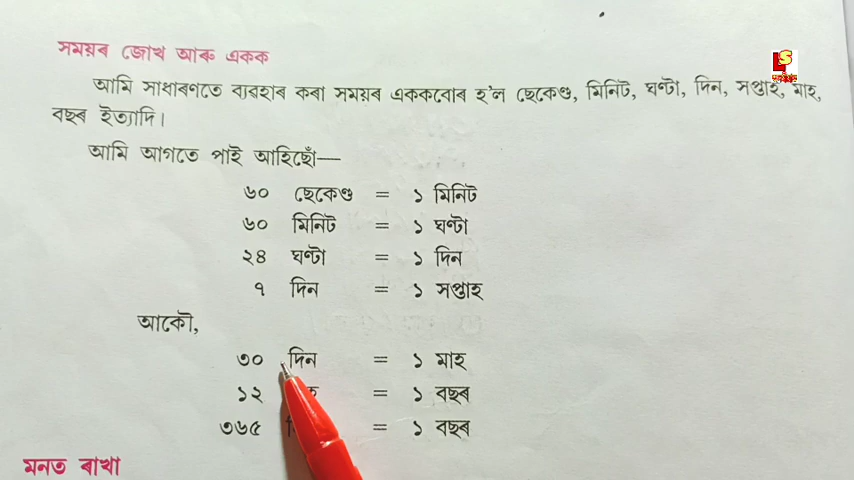 সময়ৰ জোখ আৰু একক
আমি সাধাৰণতে ব্যৱহাৰ কৰা সময়ৰ এককবোৰ হ'ল ছেকেণ্ড, মিনিট, ঘণ্টা, দিন, সপ্তাহ, মাহ,
বছৰ ইত্যাদি।
আমি আগতে পাই আহিছোঁ—
৬০ ছেকেণ্ড = ১ মিনিট
৬০ মিনিট = ১ ঘণ্টা
২৪ ঘণ্টা = ১ দিন
৭ দিন = ১ সপ্তাহ
আকৌ,
৩০ দিন = ১ মাহ
১২ = ১ বছৰ
৩৬৫ = ১ বছৰ
মনত ৰাখা